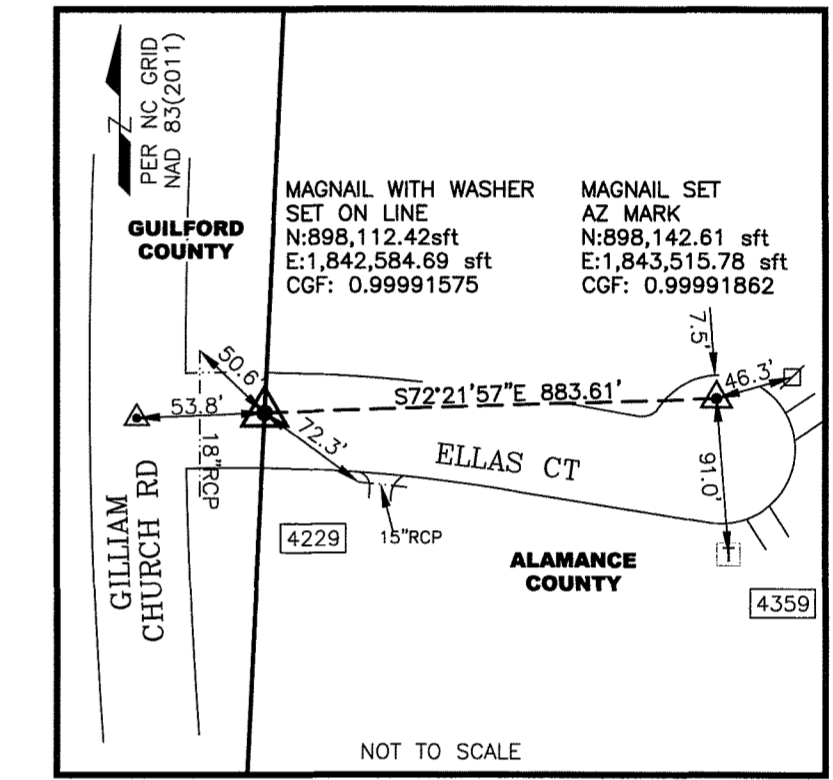 PER NC GRID
NAD 83(2011)
Z
GUILFORD
COUNTY
MAGNAIL WITH WASHER
SET ON LINE
N:898,112.42sft
E:1,842,584.69 sft
CGF: 0.99991575
MAGNAIL SET
AZ MARK
N:898,142.61 sft
E:1,843,515.78 sft
CGF: 0.99991862
7.5'
50.6'
46.3'
53.8'
S72°21'57"E 883.61'
72.3'
18"RCP
ELLAS CT
91.0'
GILLIAM
CHURCH RD
4229
15"RCP
ALAMANCE
COUNTY
T
4359
NOT TO SCALE